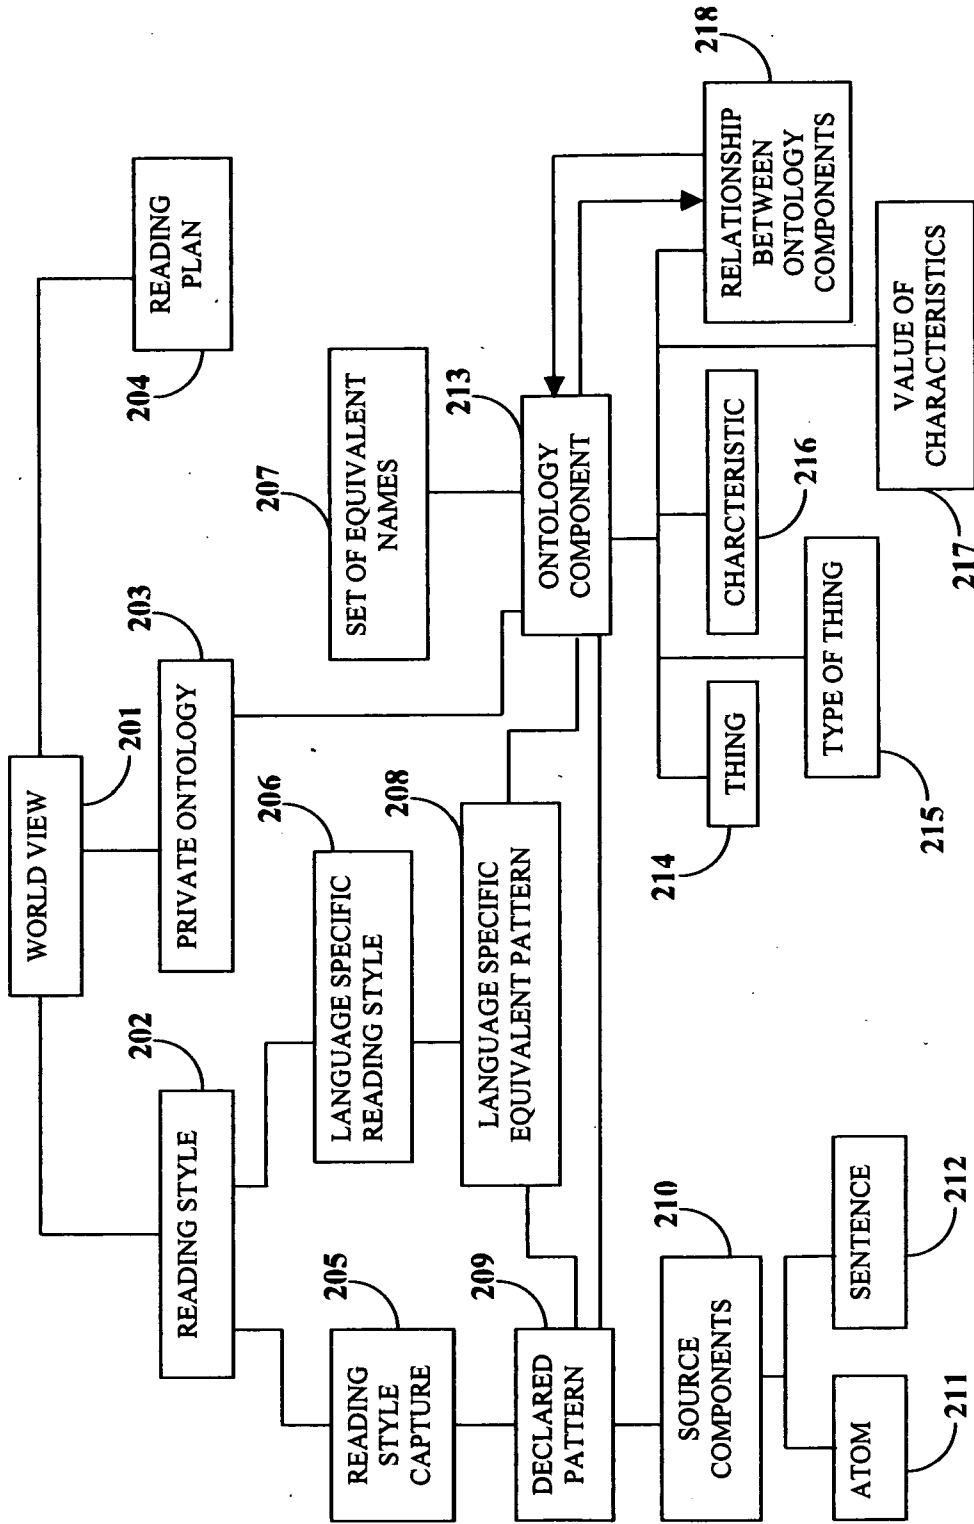 WORLD VIEW
201
READING STYLE
202
PRIVATE ONTOLOGY
203
READING
PLAN
204
READING
STYLE
CAPTURE
205
LANGUAGE SPECIFIC
READING STYLE
206
SET OF EQUIVALENT
NAMES
207
LANGUAGE SPECIFIC
EQUIVALENT PATTERN
208
DECLARED
PATTERN
209
ONTOLOGY
COMPONENT
213
SOURCE
COMPONENTS
210
ATOM
211
SENTENCE
212
THING
214
TYPE OF THING
215
CHARCTERISTIC
216
VALUE OF
CHARACTERISTICS
217
RELATIONSHIP
BETWEEN
ONTOLOGY
COMPONENTS
218